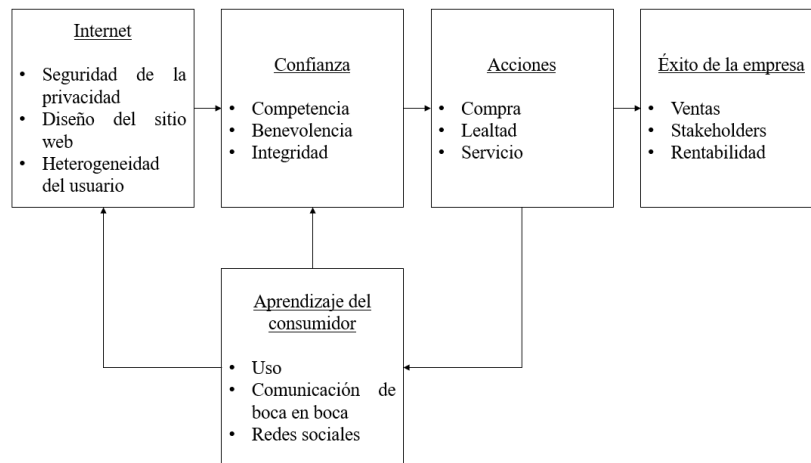 Internet
• Seguridad de la
privacidad
• Diseño del sitio
web
• Heterogeneidad
del usuario
Confianza
• Competencia
• Benevolencia
• Integridad
Acciones
• Compra
• Lealtad
• Servicio
Éxito de la empresa
• Ventas
• Stakeholders
• Rentabilidad
Aprendizaje del
consumidor
• Uso
• Comunicación de
boca en boca
• Redes sociales